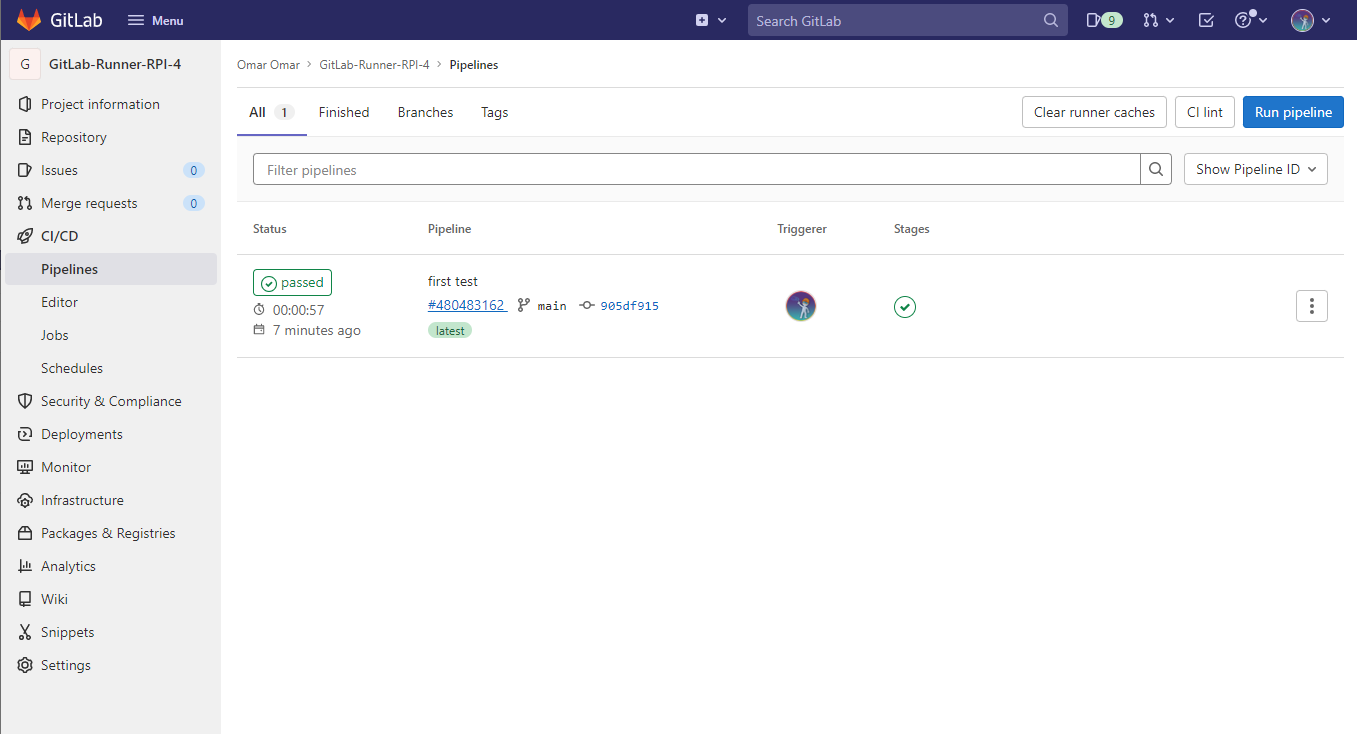 GitLab Menu Search GitLab 9
G GitLab-Runner-RPI-4
Project information
Repository
Issues 0
Merge requests 0
CI/CD
Pipelines
Editor
Jobs
Schedules
Security & Compliance
Deployments
Monitor
Infrastructure
Packages & Registries
Analytics
Wiki
Snippets
Settings
Omar Omar > GitLab-Runner-RPI-4 > Pipelines
All 1 Finished Branches Tags Clear runner caches CI lint Run pipeline
Filter pipelines Show Pipeline ID
Status Pipeline Triggerer Stages
passed
00:00:57
7 minutes ago
first test
#480483162 main 905df915
latest